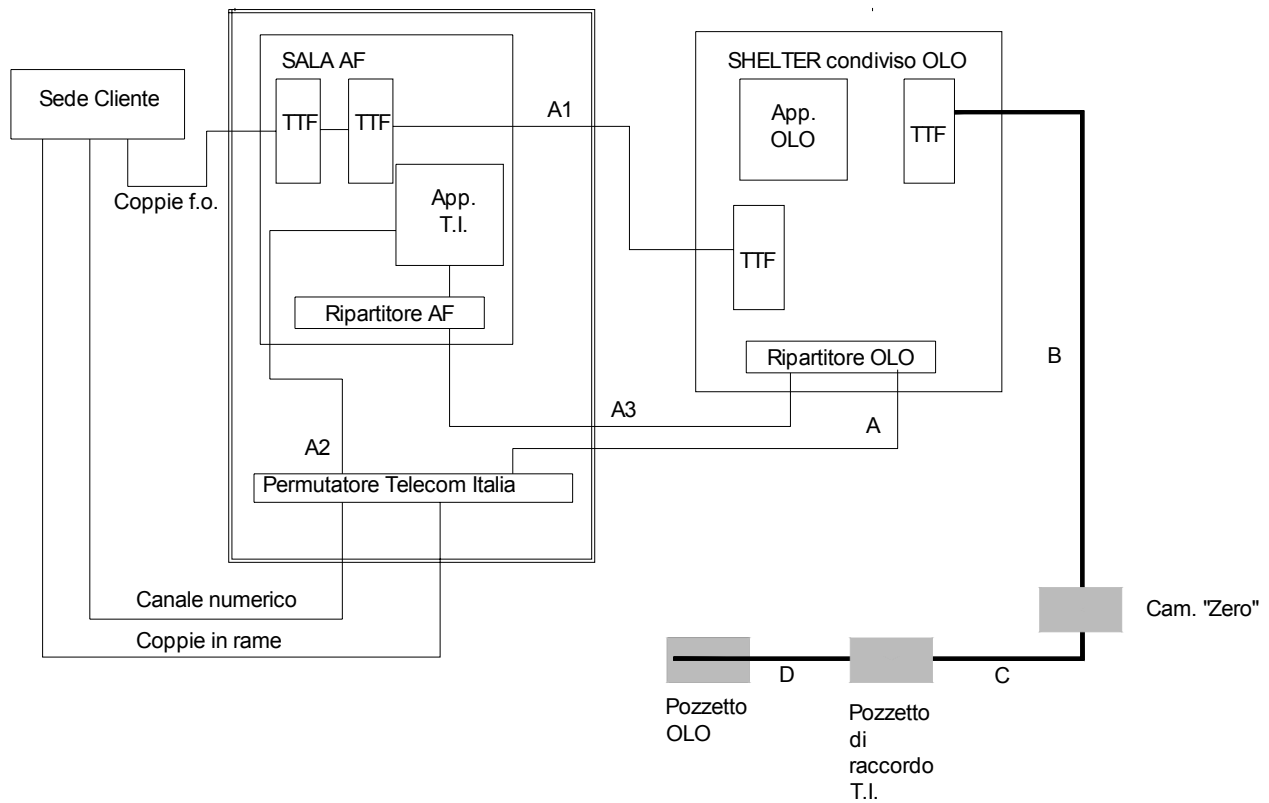 SALA AF
SHELTER condiviso OLO
Sede Cliente
TTF
TTF
A1
App.
OLO
TTF
Coppie f.o.
App.
T.I.
TTF
Ripartitore AF
Ripartitore OLO
B
A3
A
A2
Permutatore Telecom Italia
Canale numerico
Coppie in rame
Cam. "Zero"
D
C
Pozzetto
OLO
Pozzetto
di
raccordo
T.I.